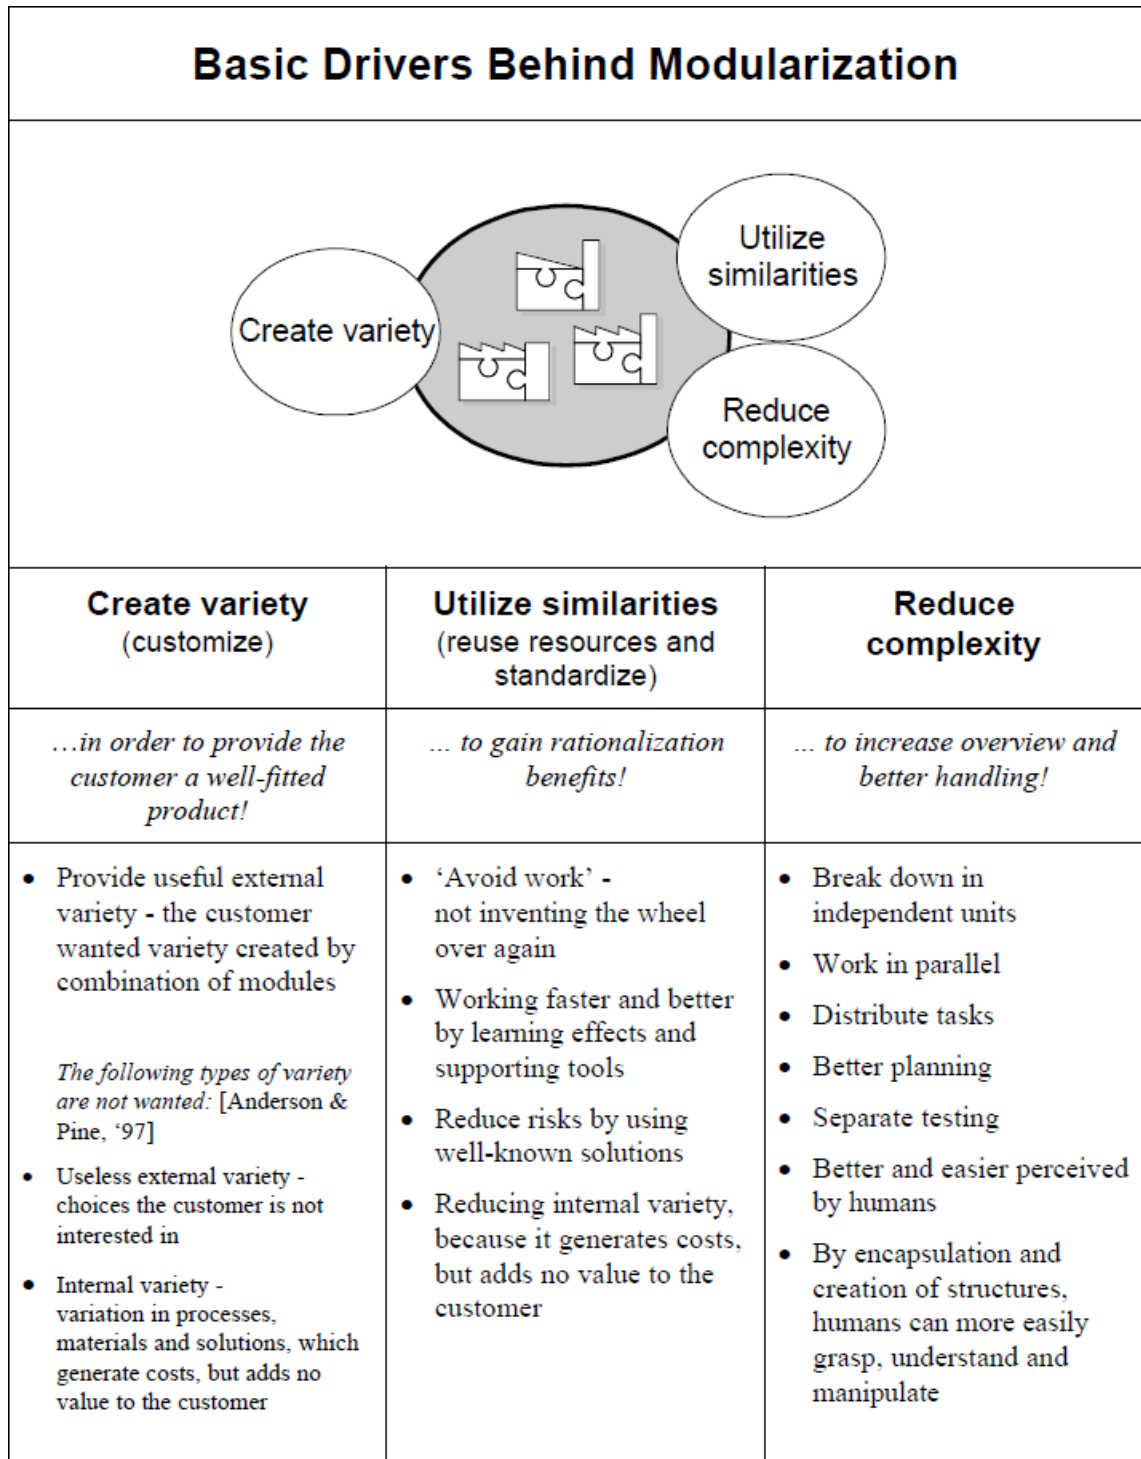 Basic Drivers Behind Modularization
Create variety
Utilize
similarities
Reduce
complexity
Create variety
(customize)
…in order to provide the
customer a well-fitted
product!
• Provide useful external
variety - the customer
wanted variety created by
combination of modules
The following types of variety
are not wanted: [Anderson &
Pine, ‘97]
• Useless external variety -
choices the customer is not
interested in
• Internal variety -
variation in processes,
materials and solutions, which
generate costs, but adds no
value to the customer
Utilize similarities
(reuse resources and
standardize)
... to gain rationalization
benefits!
• ‘Avoid work’ -
not inventing the wheel
over again
• Working faster and better
by learning effects and
supporting tools
• Reduce risks by using
well-known solutions
• Reducing internal variety,
because it generates costs,
but adds no value to the
customer
Reduce
complexity
... to increase overview and
better handling!
• Break down in
independent units
• Work in parallel
• Distribute tasks
• Better planning
• Separate testing
• Better and easier perceived
by humans
• By encapsulation and
creation of structures,
humans can more easily
grasp, understand and
manipulate